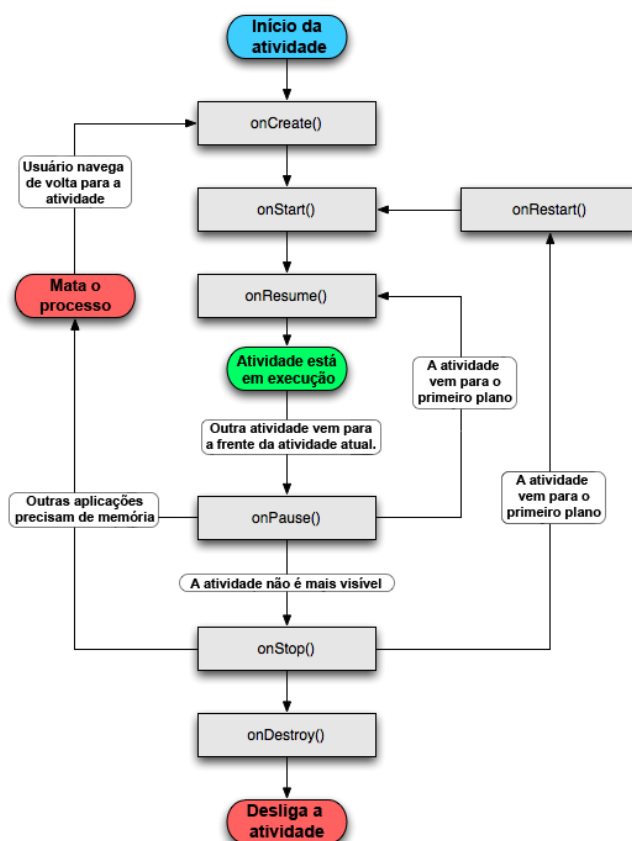 Início da
atividade
onCreate()
Usuário navega
de volta para a
atividade
onStart()
onRestart()
Mata o
processo
onResume()
Atividade está
em execução
A atividade
vem para o
primeiro plano
Outra atividade vem para
a frente da atividade atual.
A atividade
vem para o
primeiro plano
Outras aplicações
precisam de memória
onPause()
A atividade não é mais visível
onStop()
onDestroy()
Desliga a
atividade